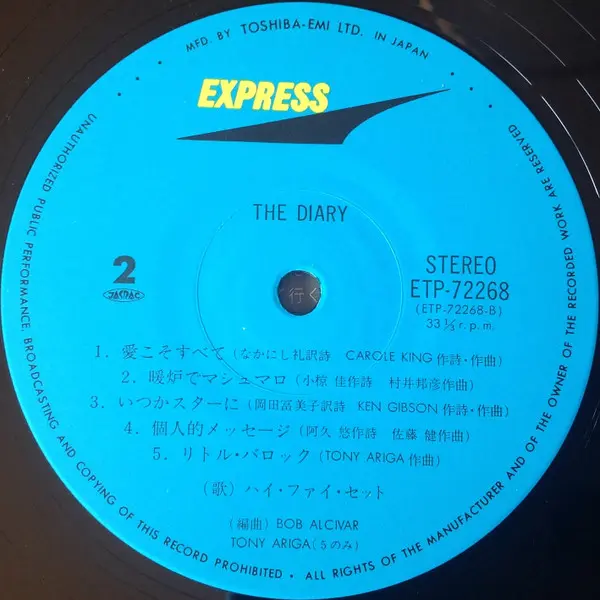 MFD. BY TOSHIBA-EMI LTD. IN JAPAN
EXPRESS
THE DIARY
2
JASRAC
STEREO
ETP-72268
(ETP-72268-B)
33⅓ r.p.m.
行く
1. 愛こそすべて (なかにし礼訳詩 CAROLE KING 作詩・作曲)
2. 暖炉でマシュマロ (小椋 佳作詩 村井邦彦作曲)
3. いつかスターに (岡田冨美子訳詩 KEN GIBSON 作詩・作曲)
4. 個人的メッセージ (阿久 悠作詩 佐藤 健作曲)
5. リトル・バロック (TONY ARIGA 作曲)
(歌) ハイ・ファイ・セット
(編曲) BOB ALCIVAR
TONY ARIGA (5のみ)
UNAUTHORIZED PUBLIC PERFORMANCE, BROADCASTING AND COPYING OF THIS RECORD PROHIBITED • ALL RIGHTS OF THE MANUFACTURER AND OF THE OWNER OF THE RECORDED WORK ARE RESERVED